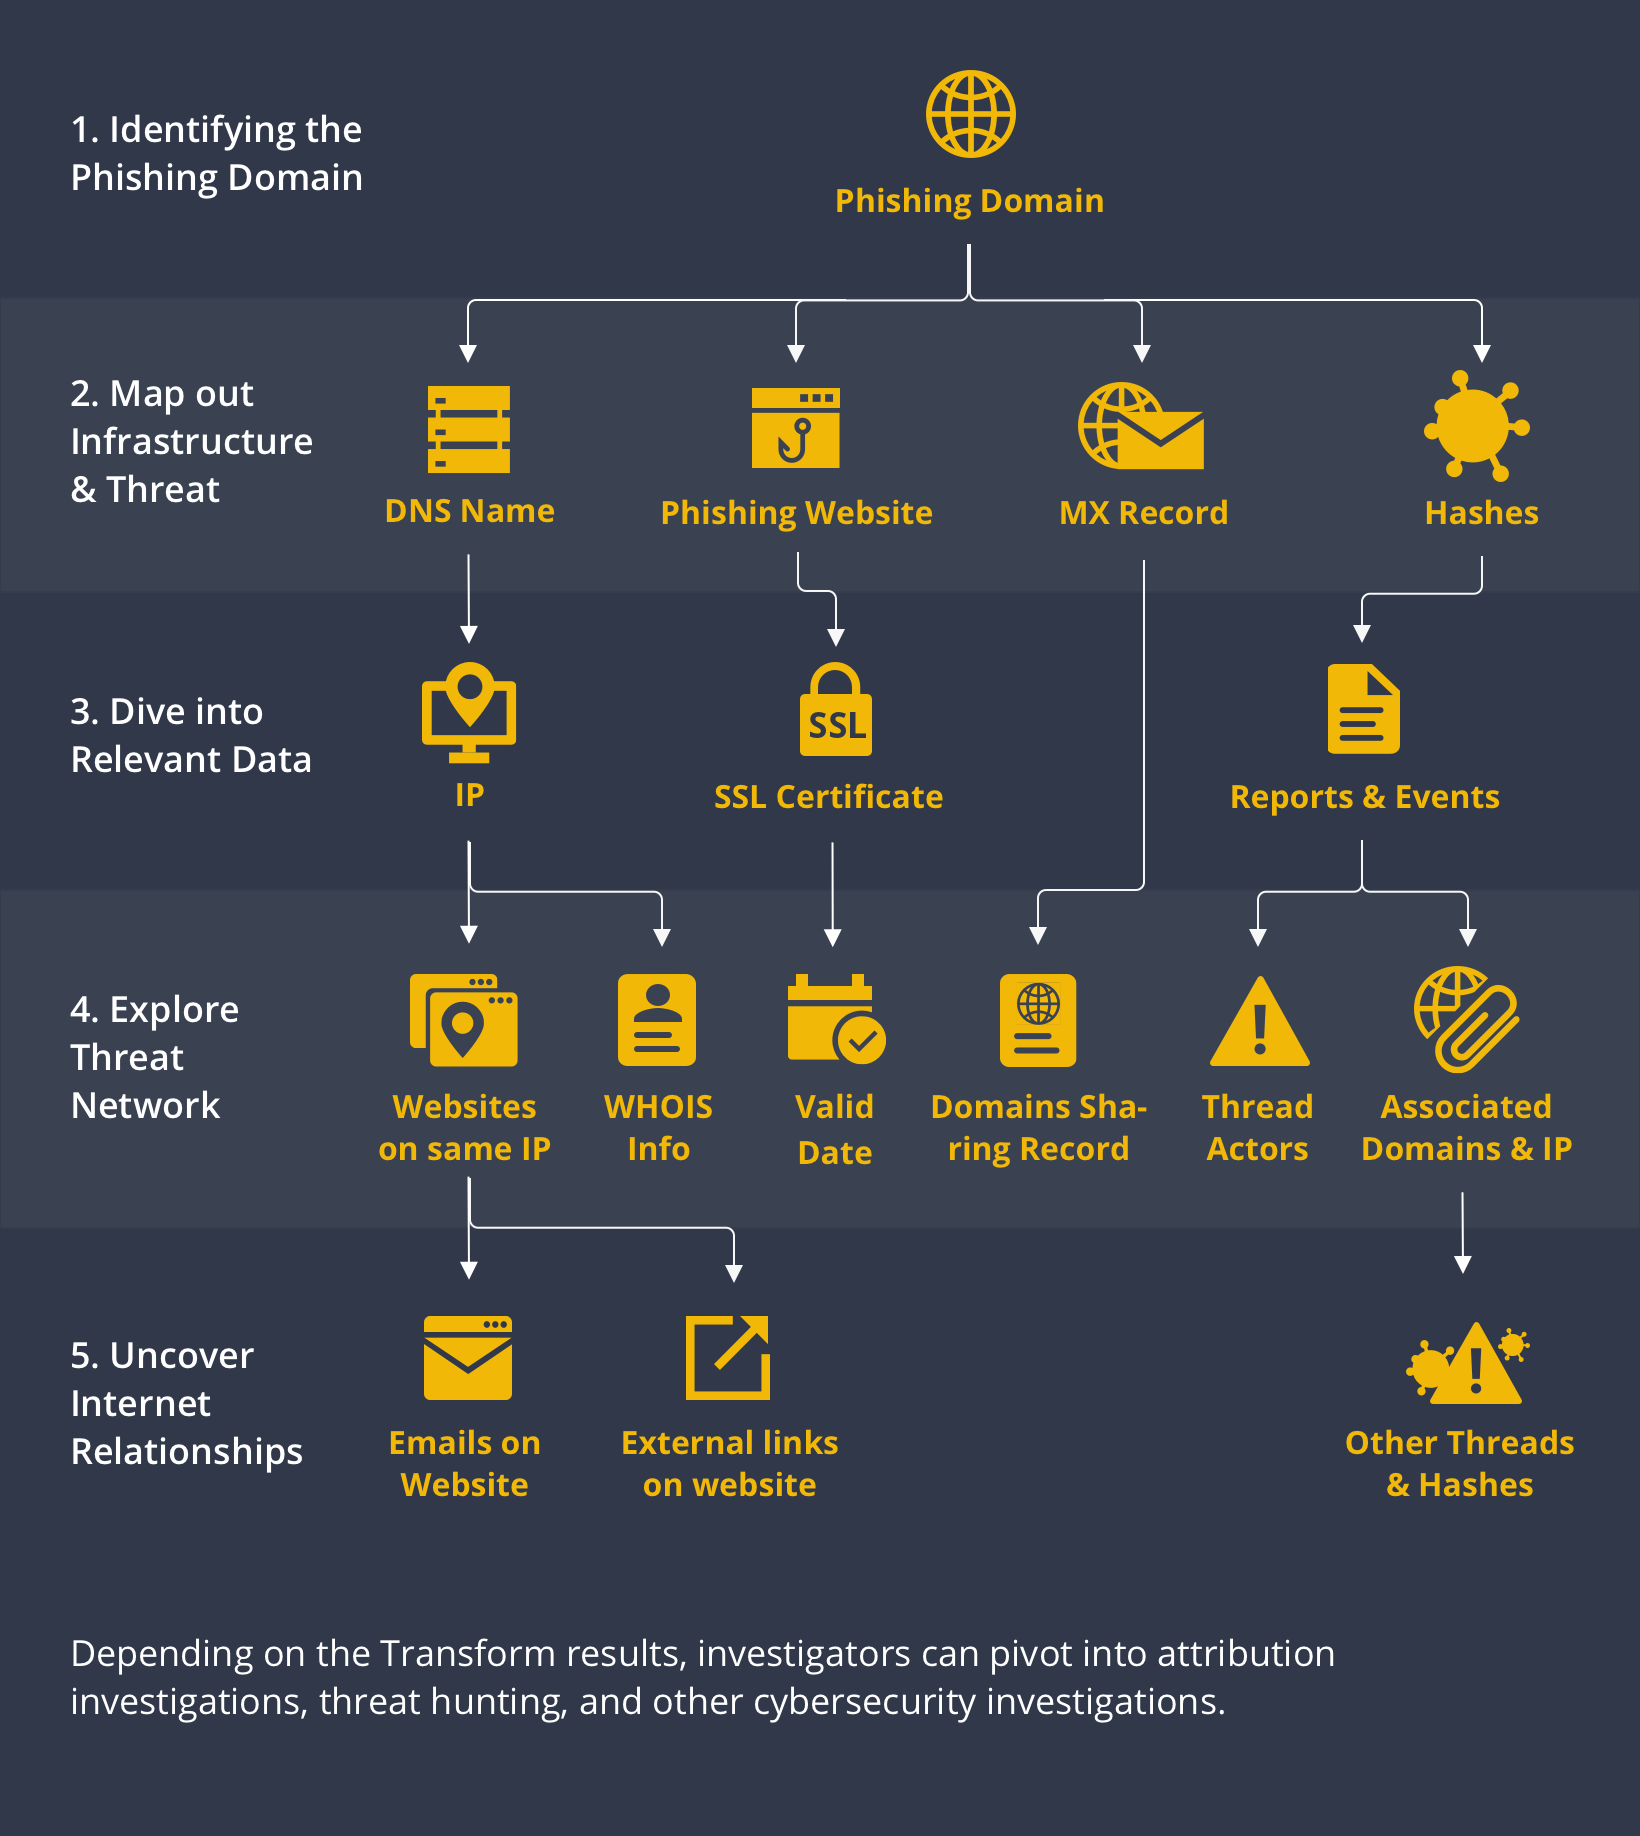 1. Identifying the
Phishing Domain
Phishing Domain
2. Map out
Infrastructure
& Threat
DNS Name
Phishing Website
MX Record
Hashes
3. Dive into
Relevant Data
IP
SSL
SSL Certificate
Reports & Events
4. Explore
Threat
Network
Websites
on same IP
WHOIS
Info
Valid
Date
Domains Sha-
ring Record
Thread
Actors
Associated
Domains & IP
5. Uncover
Internet
Relationships
Emails on
Website
External links
on website
Other Threads
& Hashes
Depending on the Transform results, investigators can pivot into attribution
investigations, threat hunting, and other cybersecurity investigations.